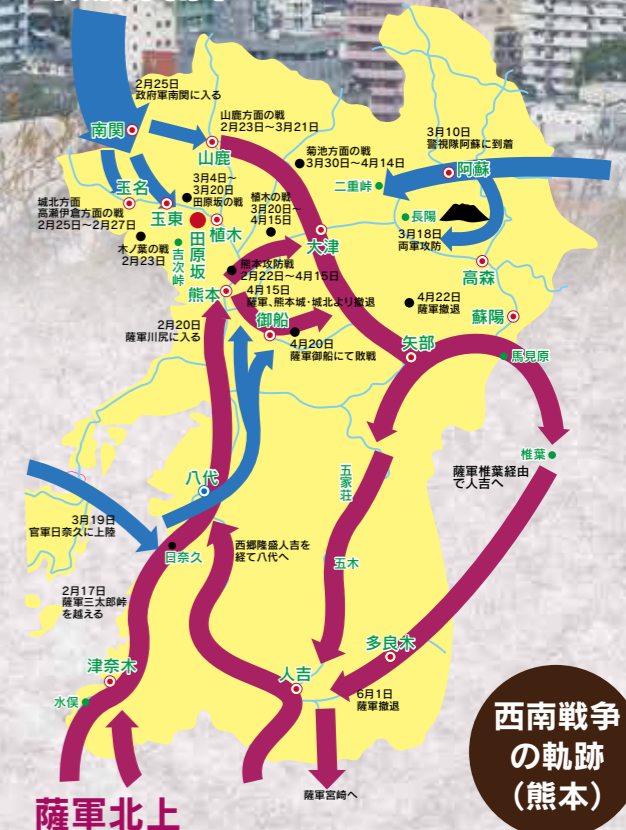 2月25日
政府軍南関に入る
南関
山鹿方面の戦
2月23日〜3月21日
山鹿
菊池方面の戦
3月30日〜4月14日
3月10日
警視隊阿蘇に到着
阿蘇
二重峠
長陽
3月18日
両軍攻防
高森
蘇陽
玉名
城北方面
高瀬伊倉方面の戦
2月25日〜2月27日
玉東
3月4日〜
3月20日
田原坂の戦
田原坂
植木
植木の戦
3月20日〜
4月15日
木ノ葉の戦
2月23日
吉次峠
大津
熊本攻防戦
2月22日〜4月15日
熊本
4月15日
薩軍、熊本城・城北より撤退
御船
4月22日
薩軍撤退
2月20日
薩軍川尻に入る
4月20日
薩軍御船にて敗戦
矢部
馬見原
椎葉
薩軍椎葉経由
で人吉へ
八代
五家荘
3月19日
官軍日奈久に上陸
日奈久
西郷隆盛人吉を
経て八代へ
五木
2月17日
薩軍三太郎峠
を越える
多良木
津奈木
水俣
人吉
6月1日
薩軍撤退
薩軍宮崎へ
薩軍北上
西南戦争
の軌跡
(熊本)